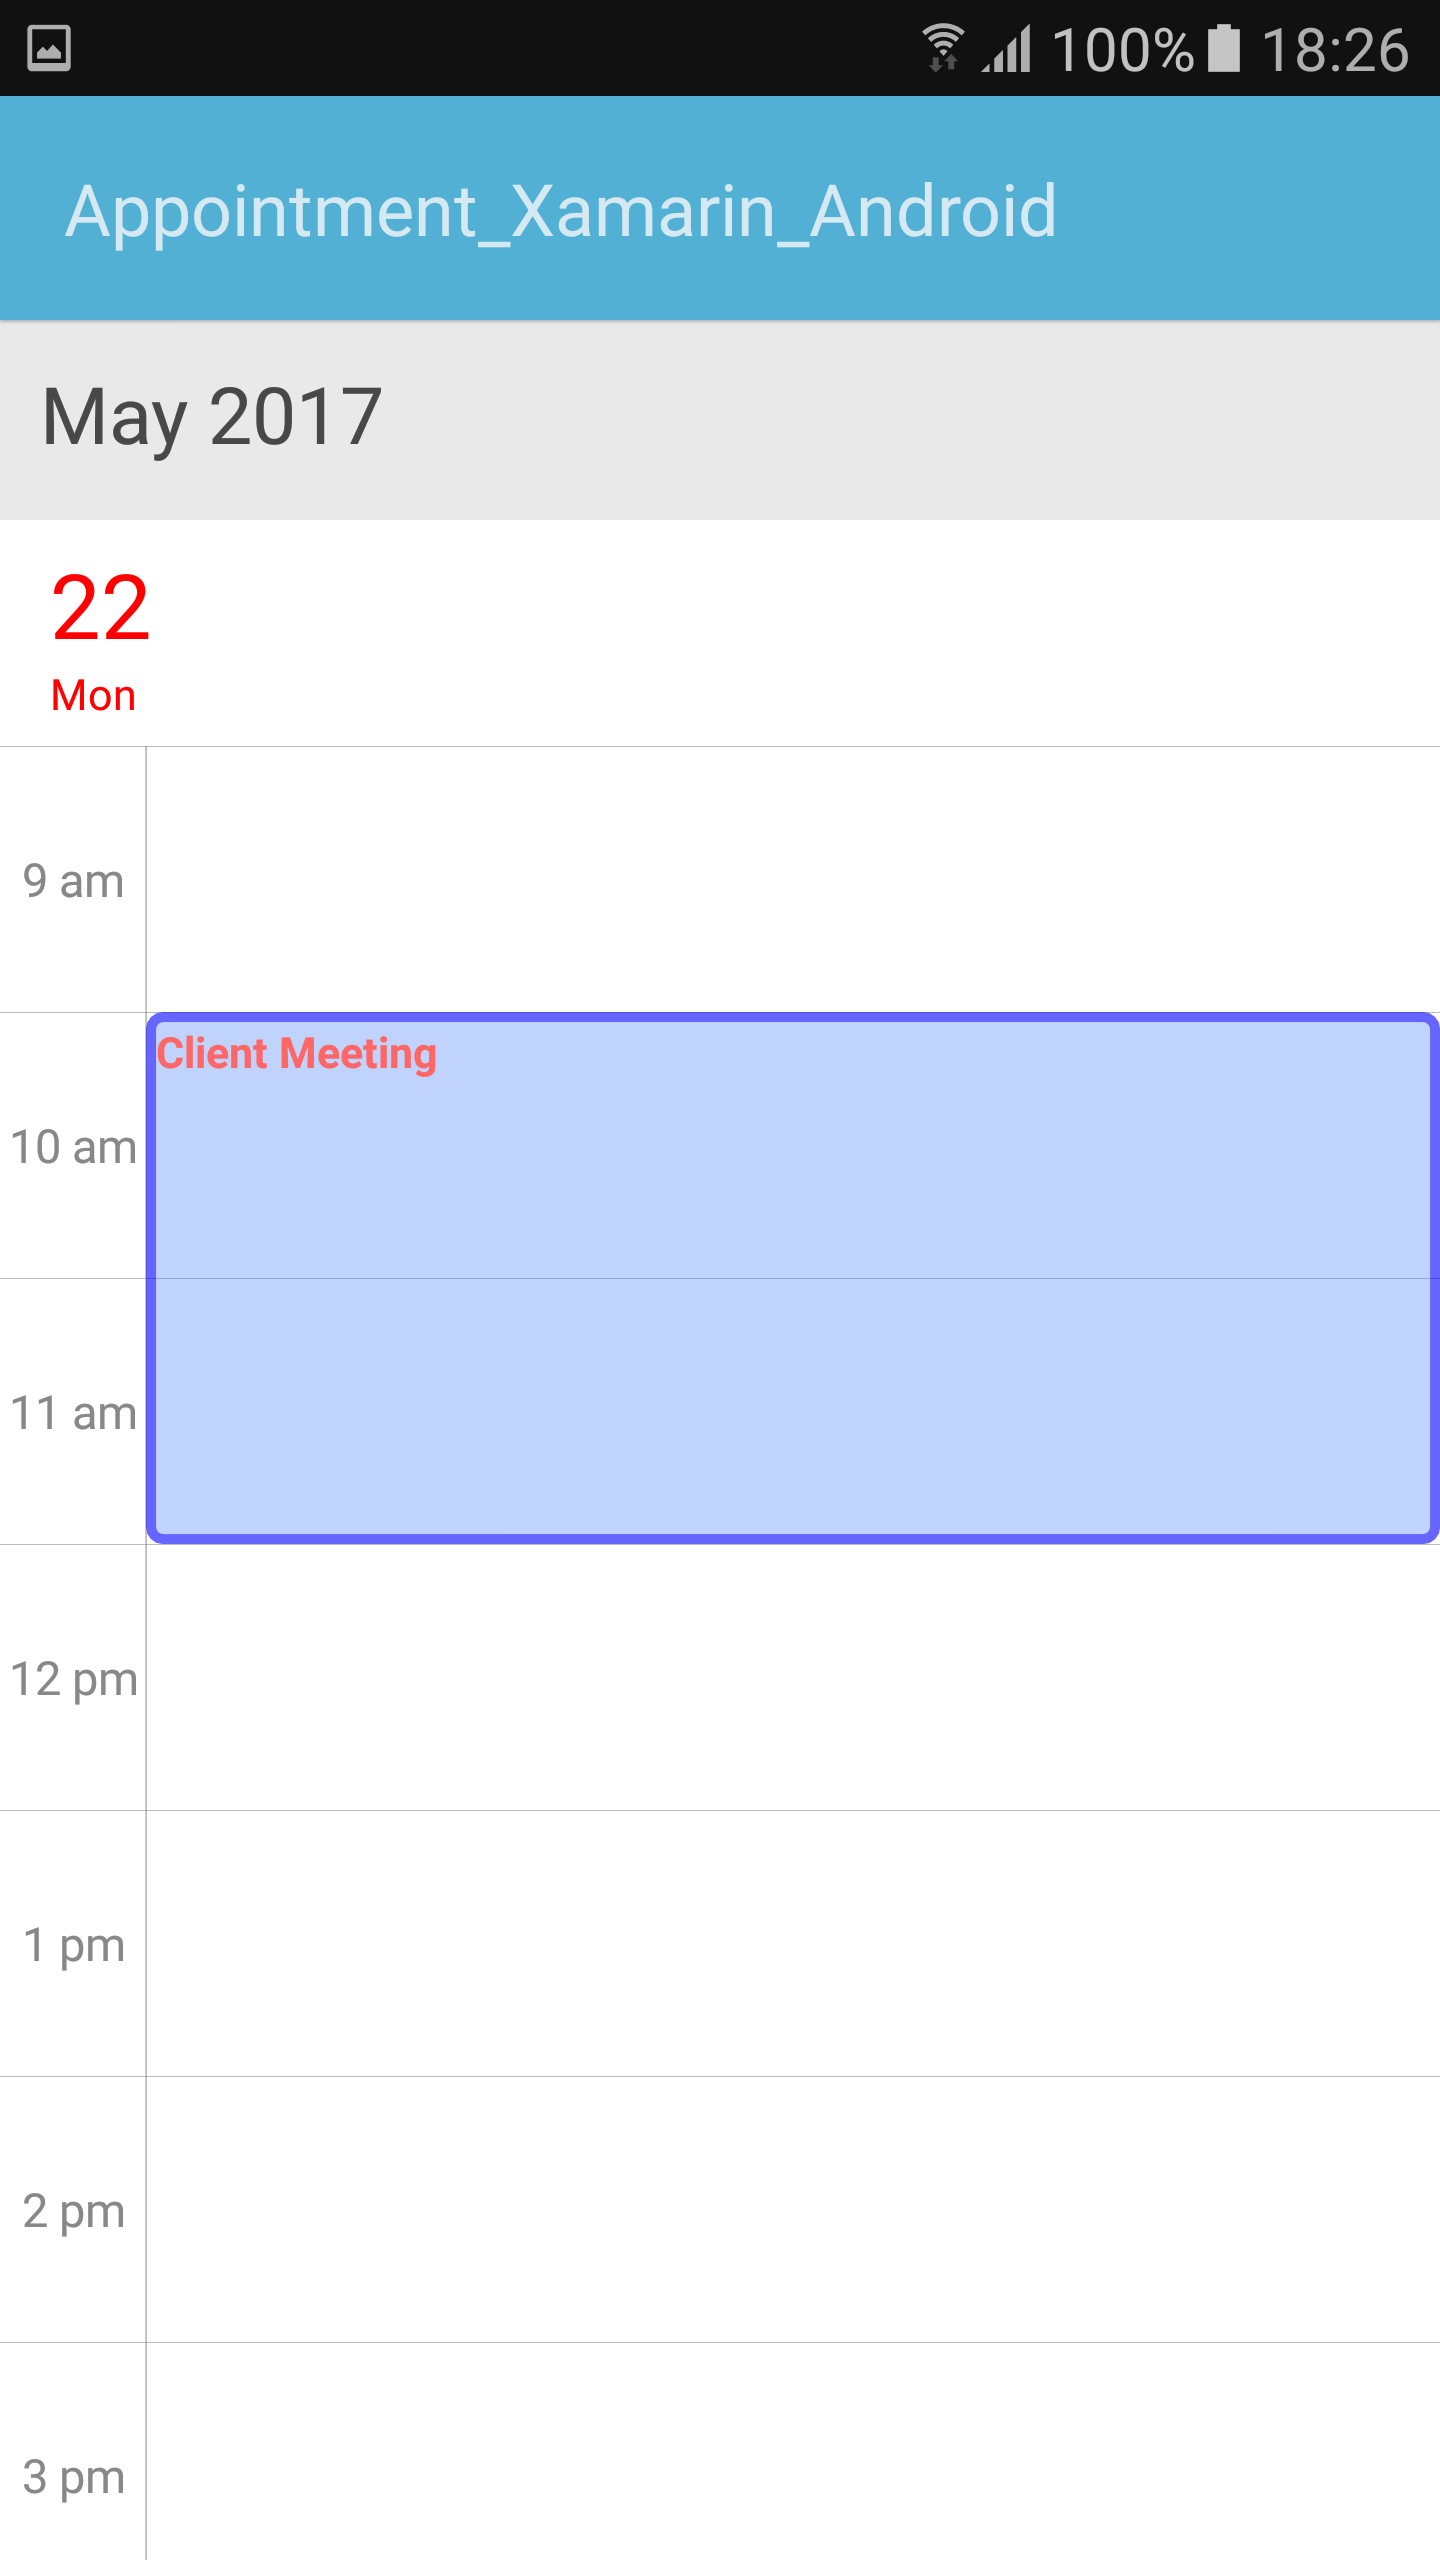 100% 18:26
Appointment_Xamarin_Android
May 2017
22
Mon
9 am
Client Meeting
10 am
11 am
12 pm
1 pm
2 pm
3 pm